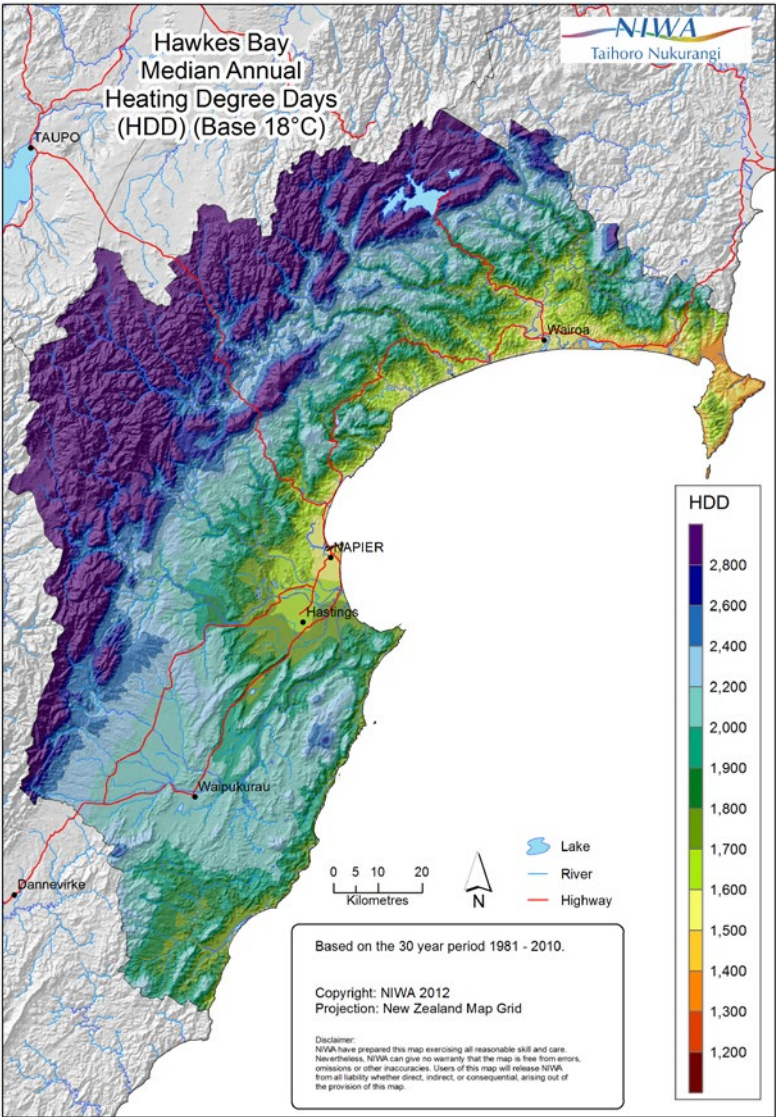 Hawkes Bay
Median Annual
Heating Degree Days
(HDD) (Base 18°C)
NIWA
Taihoro Nukurangi
TAUPO
Wairoa
NAPIER
Hastings
Waipukurau
Dannevirke
HDD
2,800
2,600
2,400
2,200
2,000
1,900
1,800
1,700
1,600
1,500
1,400
1,300
1,200
Lake
River
Highway
0 5 10 20
Kilometres
N
Based on the 30 year period 1981 - 2010.
Copyright: NIWA 2012
Projection: New Zealand Map Grid
Disclaimer:
NIWA have prepared this map exercising all reasonable skill and care.
Nevertheless, NIWA can give no warranty that the map is free from errors,
omissions or other inaccuracies. Users of this map will release NIWA
from all liability whether direct, indirect, or consequential, arising out of
the provision of this map.